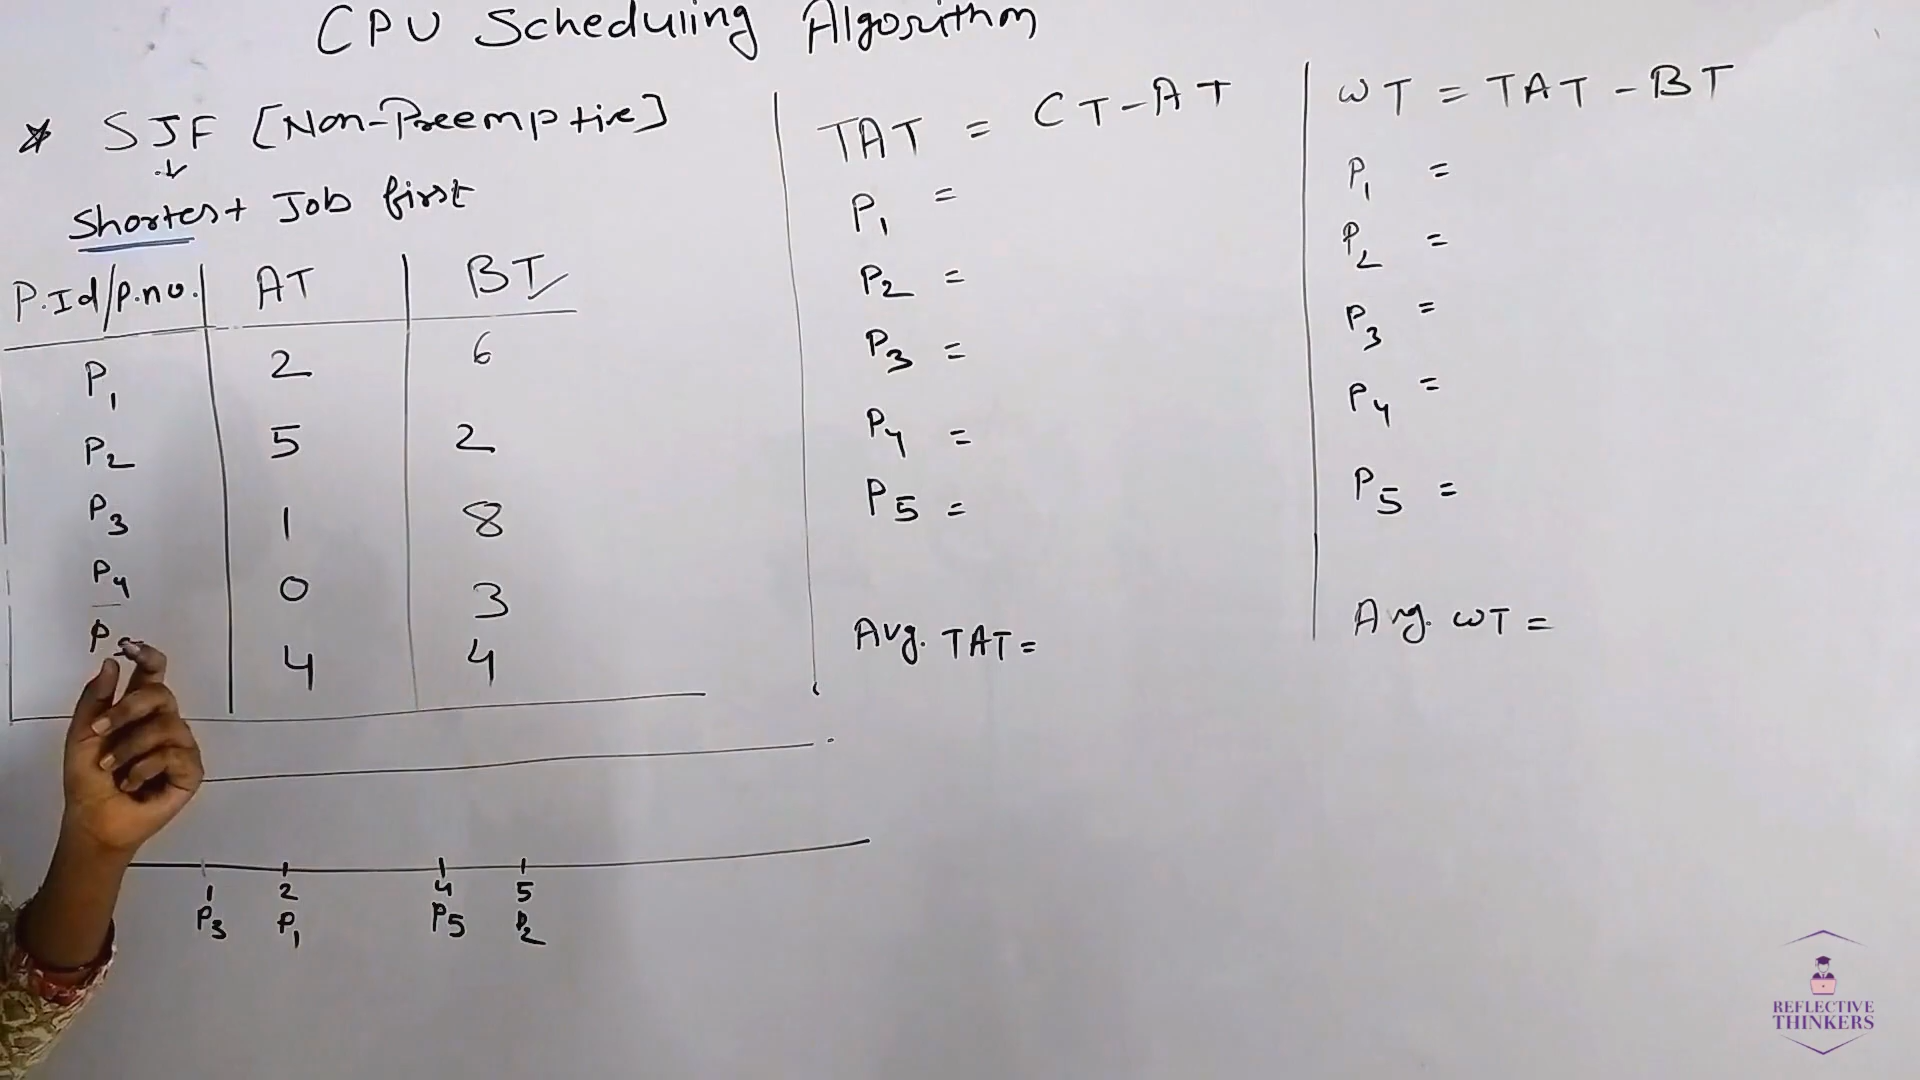 CPU Scheduling Algorithm
* SJF [Non-Preemptive]
↓
Shortest Job first
P.Id/P.no. AT BT
P1 2 6
P2 5 2
P3 1 8
P4 0 3
P5 4 4
1 2 4 5
P3 P1 P5 P2
TAT = CT-AT
P1 =
P2 =
P3 =
P4 =
P5 =
Avg. TAT =
WT = TAT - BT
P1 =
P2 =
P3 =
P4 =
P5 =
Avg. WT =
REFLECTIVE
THINKERS